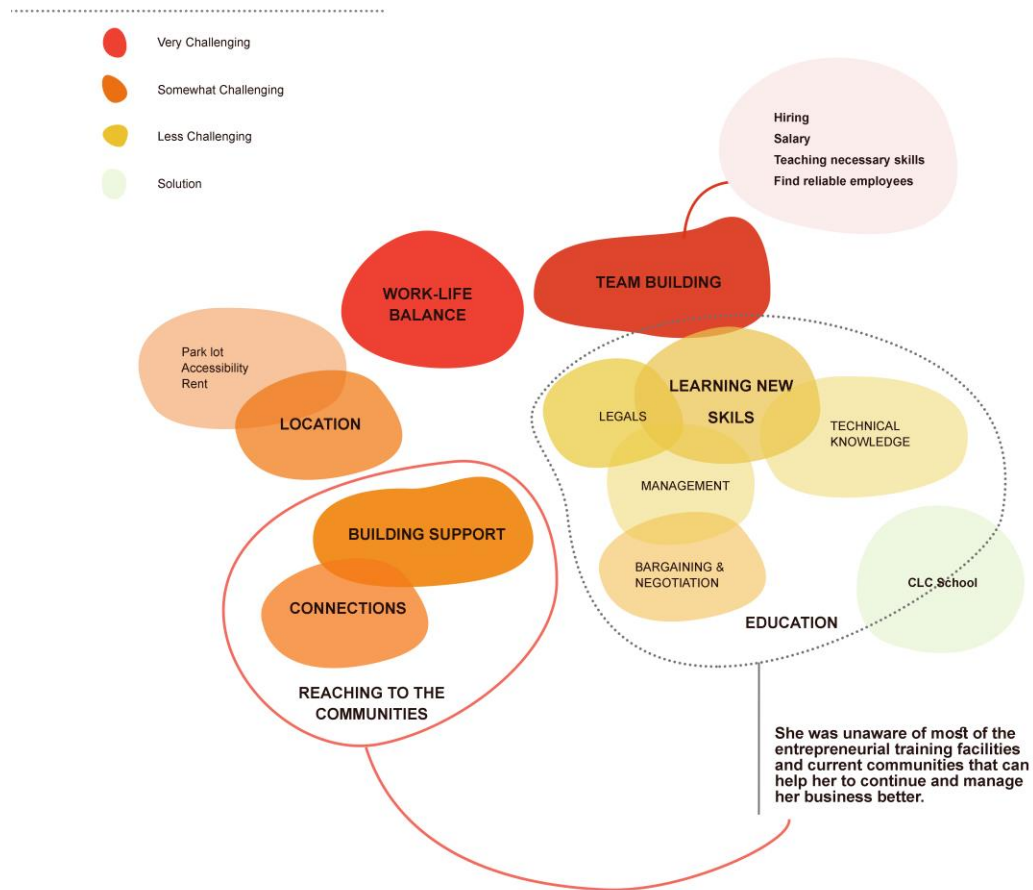 Very Challenging
Somewhat Challenging
Less Challenging
Solution
Hiring
Salary
Teaching necessary skills
Find reliable employees
WORK-LIFE
BALANCE
TEAM BUILDING
Park lot
Accessibility
Rent
LOCATION
LEARNING NEW
SKILS
LEGALS
TECHNICAL
KNOWLEDGE
MANAGEMENT
BUILDING SUPPORT
BARGAINING &
NEGOTIATION
CONNECTIONS
CLC School
EDUCATION
REACHING TO THE
COMMUNITIES
She was unaware of most of the
entrepreneurial training facilities
and current communities that can
help her to continue and manage
her business better.